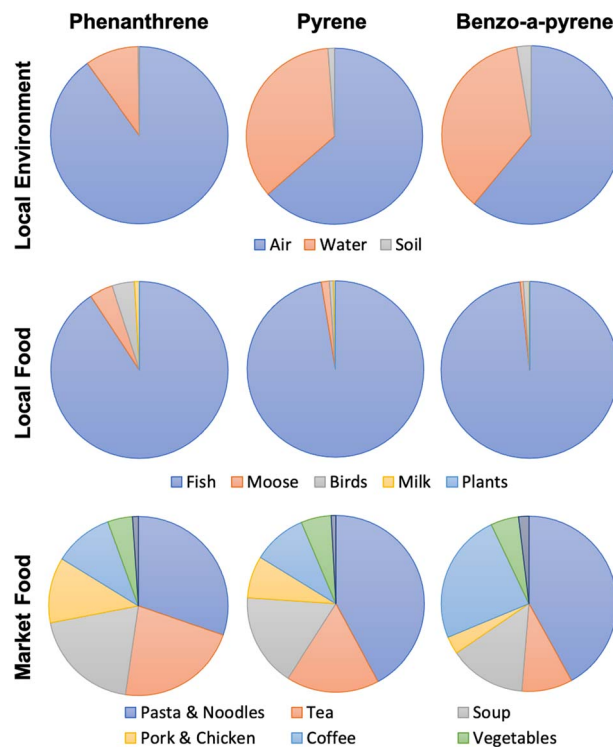 Phenanthrene Pyrene Benzo-a-pyrene
Local Environment
Air Water Soil
Local Food
Fish Moose Birds Milk Plants
Market Food
Pasta & Noodles Tea Soup
Pork & Chicken Coffee Vegetables